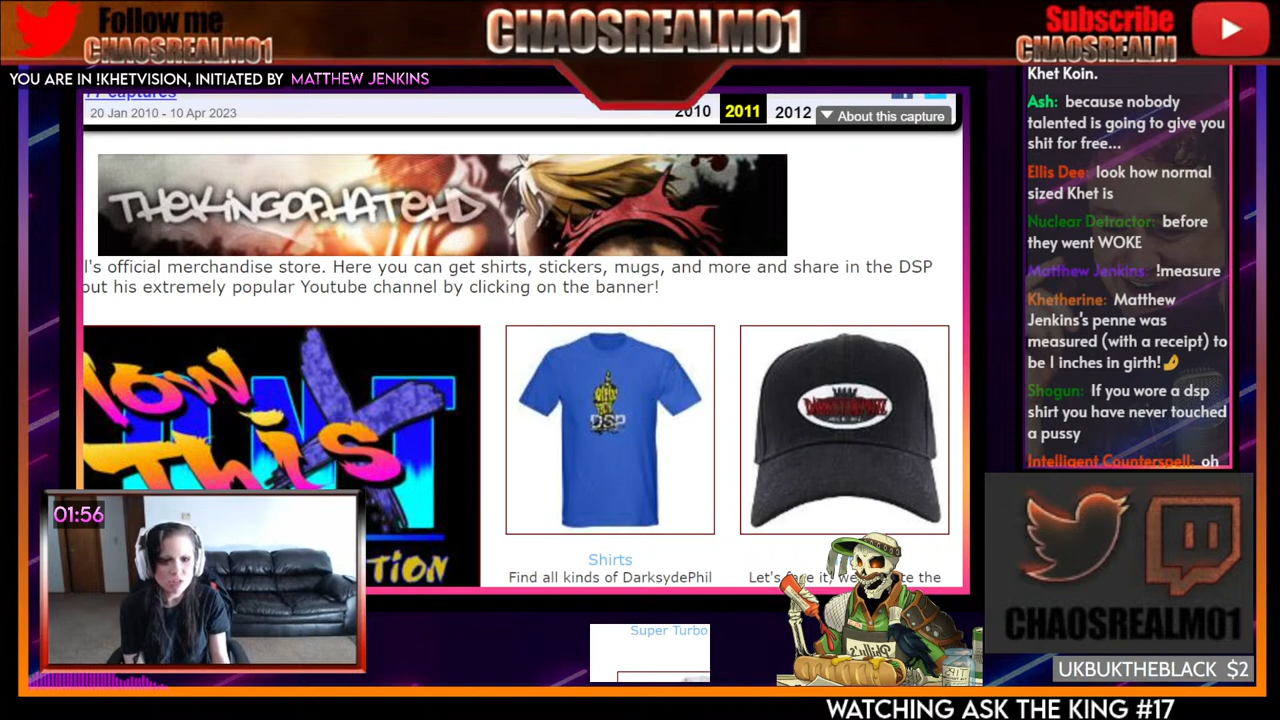 Follow me
CHAOSREALM01
CHAOSREALM01
Subscribe
CHAOSREALM
YOU ARE IN !KHETVISION, INITIATED BY MATTHEW JENKINS
77 captures
20 Jan 2010 - 10 Apr 2023
2010 2011 2012
About this capture
THEKINGOFHATEHD
l's official merchandise store. Here you can get shirts, stickers, mugs, and more and share in the DSP
out his extremely popular Youtube channel by clicking on the banner!
This
TION
DSP
Shirts
Find all kinds of DarksydePhil
Let's face it, we
the
Super Turbo
01:56
Khet Koin.
Ash: because nobody
talented is going to give you
shit for free...
Ellis Dee: look how normal
sized Khet is
Nuclear Detractor: before
they went WOKE
Matthew Jenkins: !measure
Khetherine: Matthew
Jenkins's penne was
measured (with a receipt) to
be 1 inches in girth!🤌
Shogun: If you wore a dsp
shirt you have never touched
a pussy
Intelligent Counterspell: oh
CHAOSREALM01
UKBUKTHEBLACK $2
WATCHING ASK THE KING #17